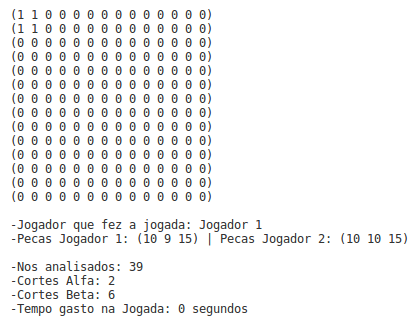 (1 1 0 0 0 0 0 0 0 0 0 0 0 0)
(1 1 0 0 0 0 0 0 0 0 0 0 0 0)
(0 0 0 0 0 0 0 0 0 0 0 0 0 0)
(0 0 0 0 0 0 0 0 0 0 0 0 0 0)
(0 0 0 0 0 0 0 0 0 0 0 0 0 0)
(0 0 0 0 0 0 0 0 0 0 0 0 0 0)
(0 0 0 0 0 0 0 0 0 0 0 0 0 0)
(0 0 0 0 0 0 0 0 0 0 0 0 0 0)
(0 0 0 0 0 0 0 0 0 0 0 0 0 0)
(0 0 0 0 0 0 0 0 0 0 0 0 0 0)
(0 0 0 0 0 0 0 0 0 0 0 0 0 0)
(0 0 0 0 0 0 0 0 0 0 0 0 0 0)
(0 0 0 0 0 0 0 0 0 0 0 0 0 0)
(0 0 0 0 0 0 0 0 0 0 0 0 0 0)
-Jogador que fez a jogada: Jogador 1
-Pecas Jogador 1: (10 9 15) | Pecas Jogador 2: (10 10 15)
-Nos analisados: 39
-Cortes Alfa: 2
-Cortes Beta: 6
-Tempo gasto na Jogada: 0 segundos